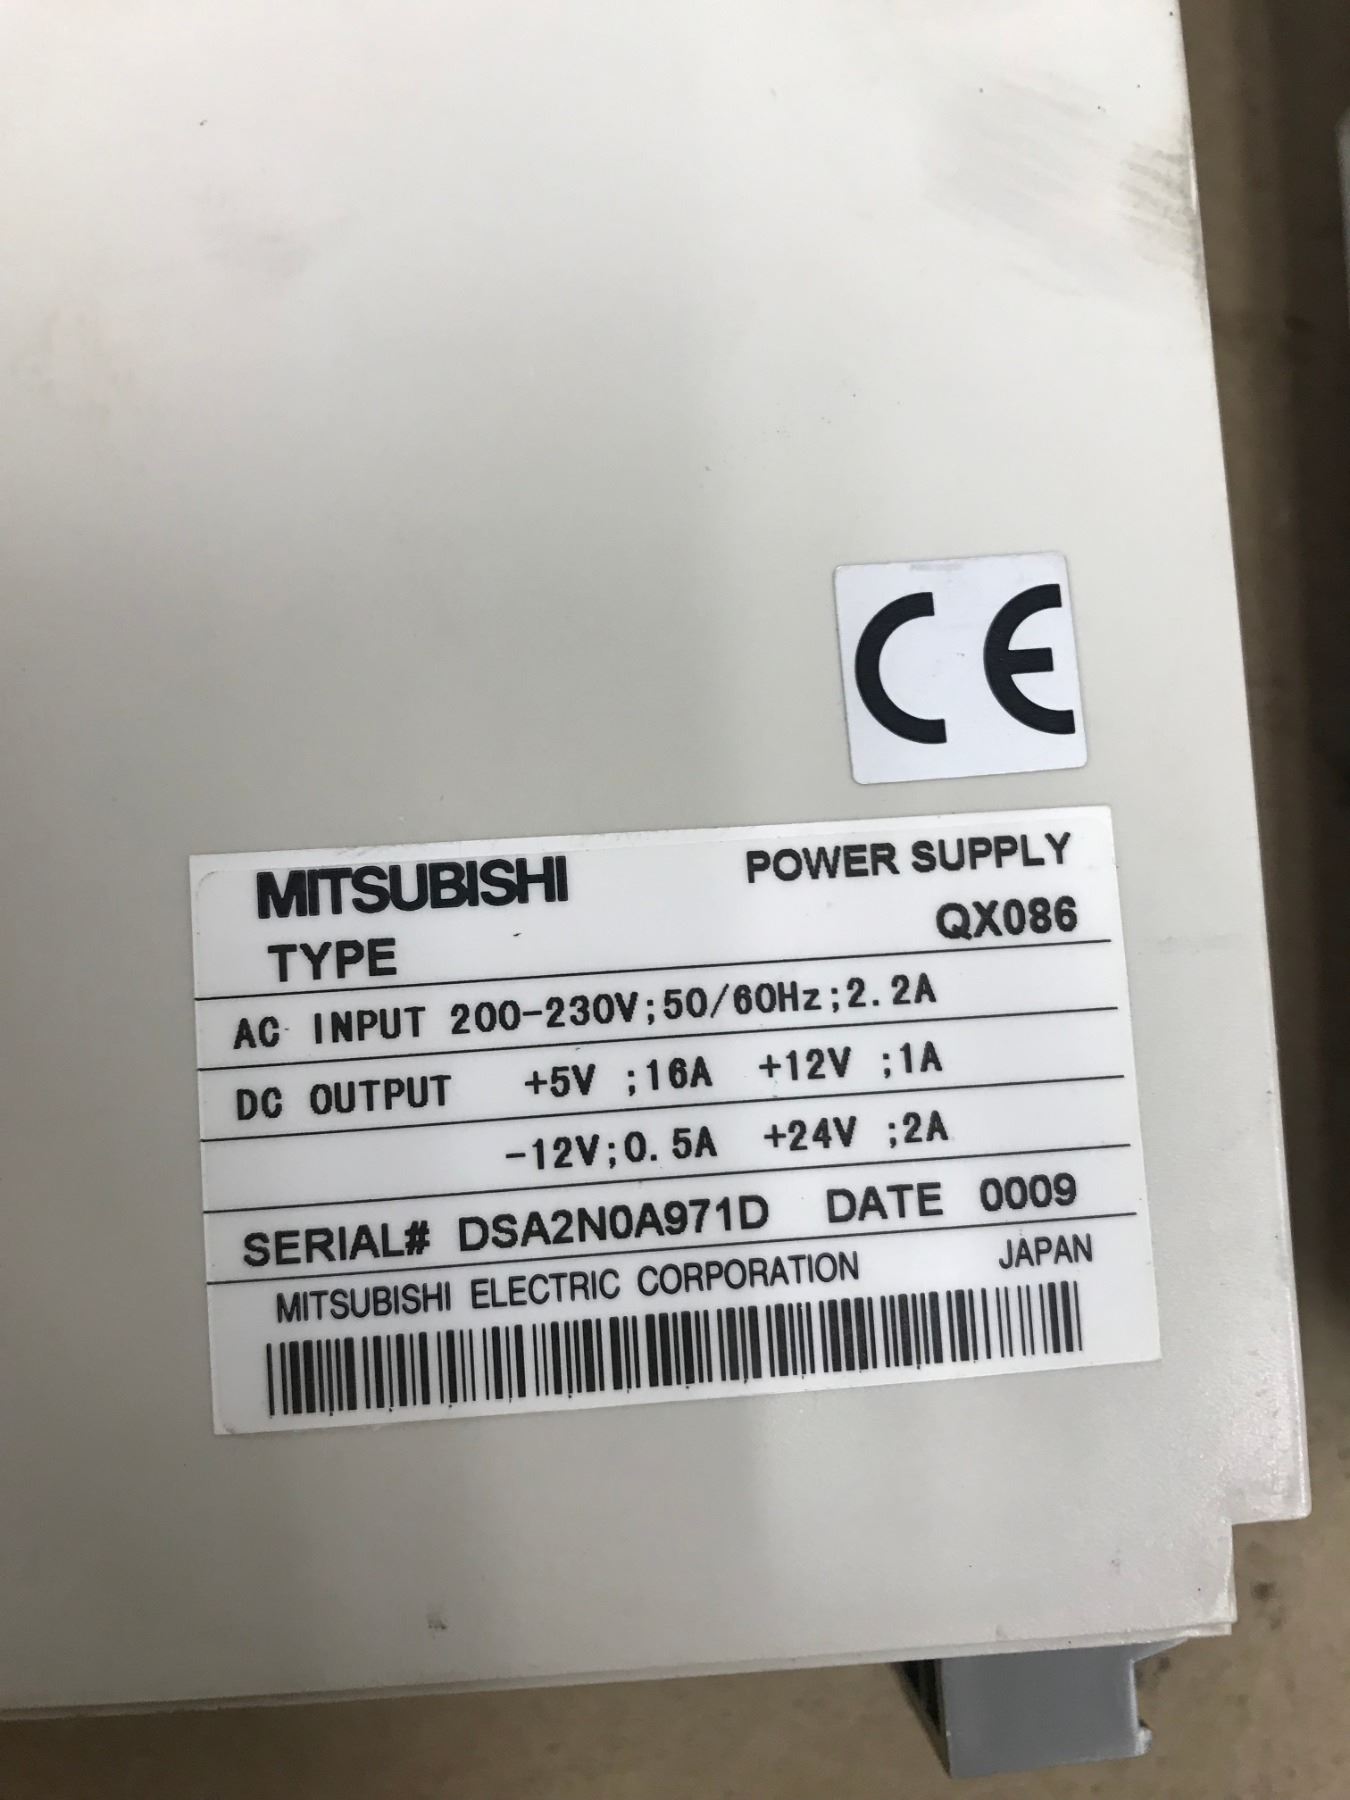 CE
MITSUBISHI POWER SUPPLY
TYPE QX086
AC INPUT 200-230V;50/60Hz;2.2A
DC OUTPUT +5V ;16A +12V ;1A
-12V;0.5A +24V ;2A
SERIAL# DSA2N0A971D DATE 0009
MITSUBISHI ELECTRIC CORPORATION JAPAN